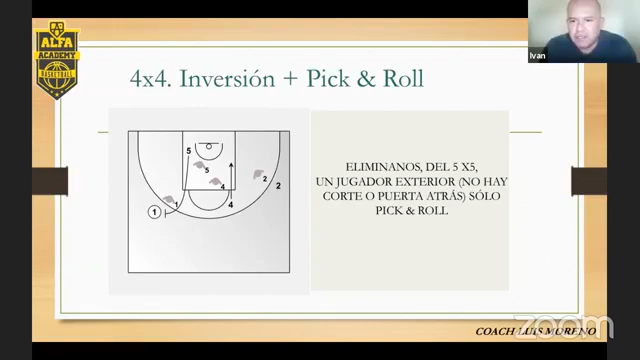 ALFA
ACADEMY
BASKETBALL
Ivan
4x4. Inversión + Pick & Roll
5
5
2
4
2
1
4
1
ELIMINANOS, DEL 5 X5,
UN JUGADOR EXTERIOR (NO HAY
CORTE O PUERTA ATRÁS) SÓLO
PICK & ROLL
zoom
COACH LUIS MORENO